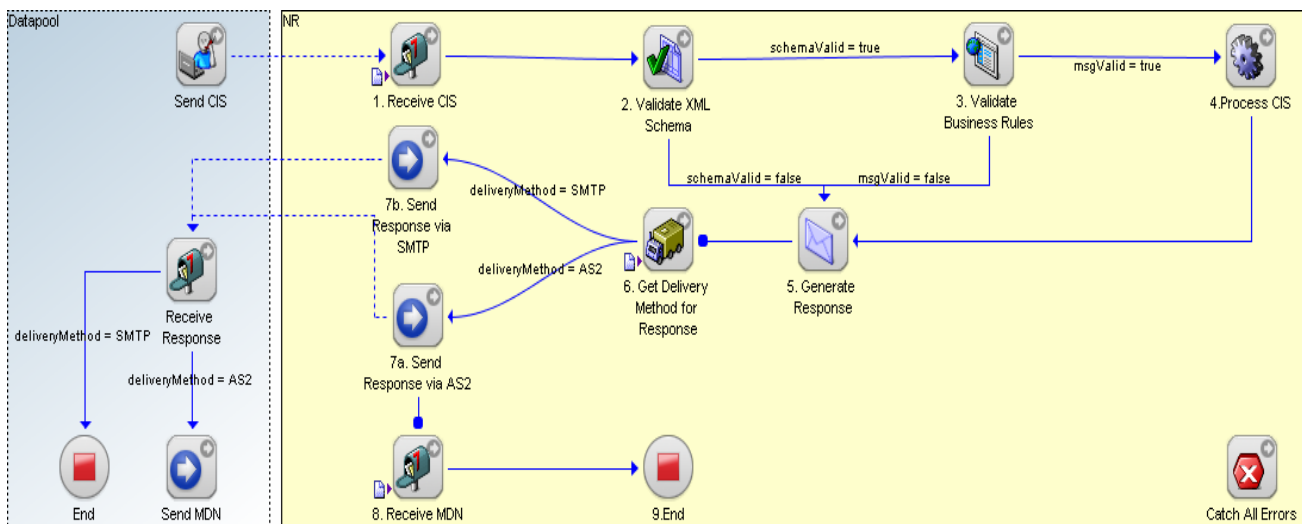 Datapool
NR
Send CIS
1. Receive CIS
2. Validate XML
Schema
schemaValid = true
3. Validate
Business Rules
msgValid = true
4.Process CIS
schemaValid = false
msgValid = false
7b. Send
Response via
SMTP
deliveryMethod = SMTP
deliveryMethod = AS2
6. Get Delivery
Method for
Response
5. Generate
Response
Receive
Response
deliveryMethod = SMTP
deliveryMethod = AS2
7a. Send
Response via AS2
End
Send MDN
8. Receive MDN
9.End
Catch All Errors